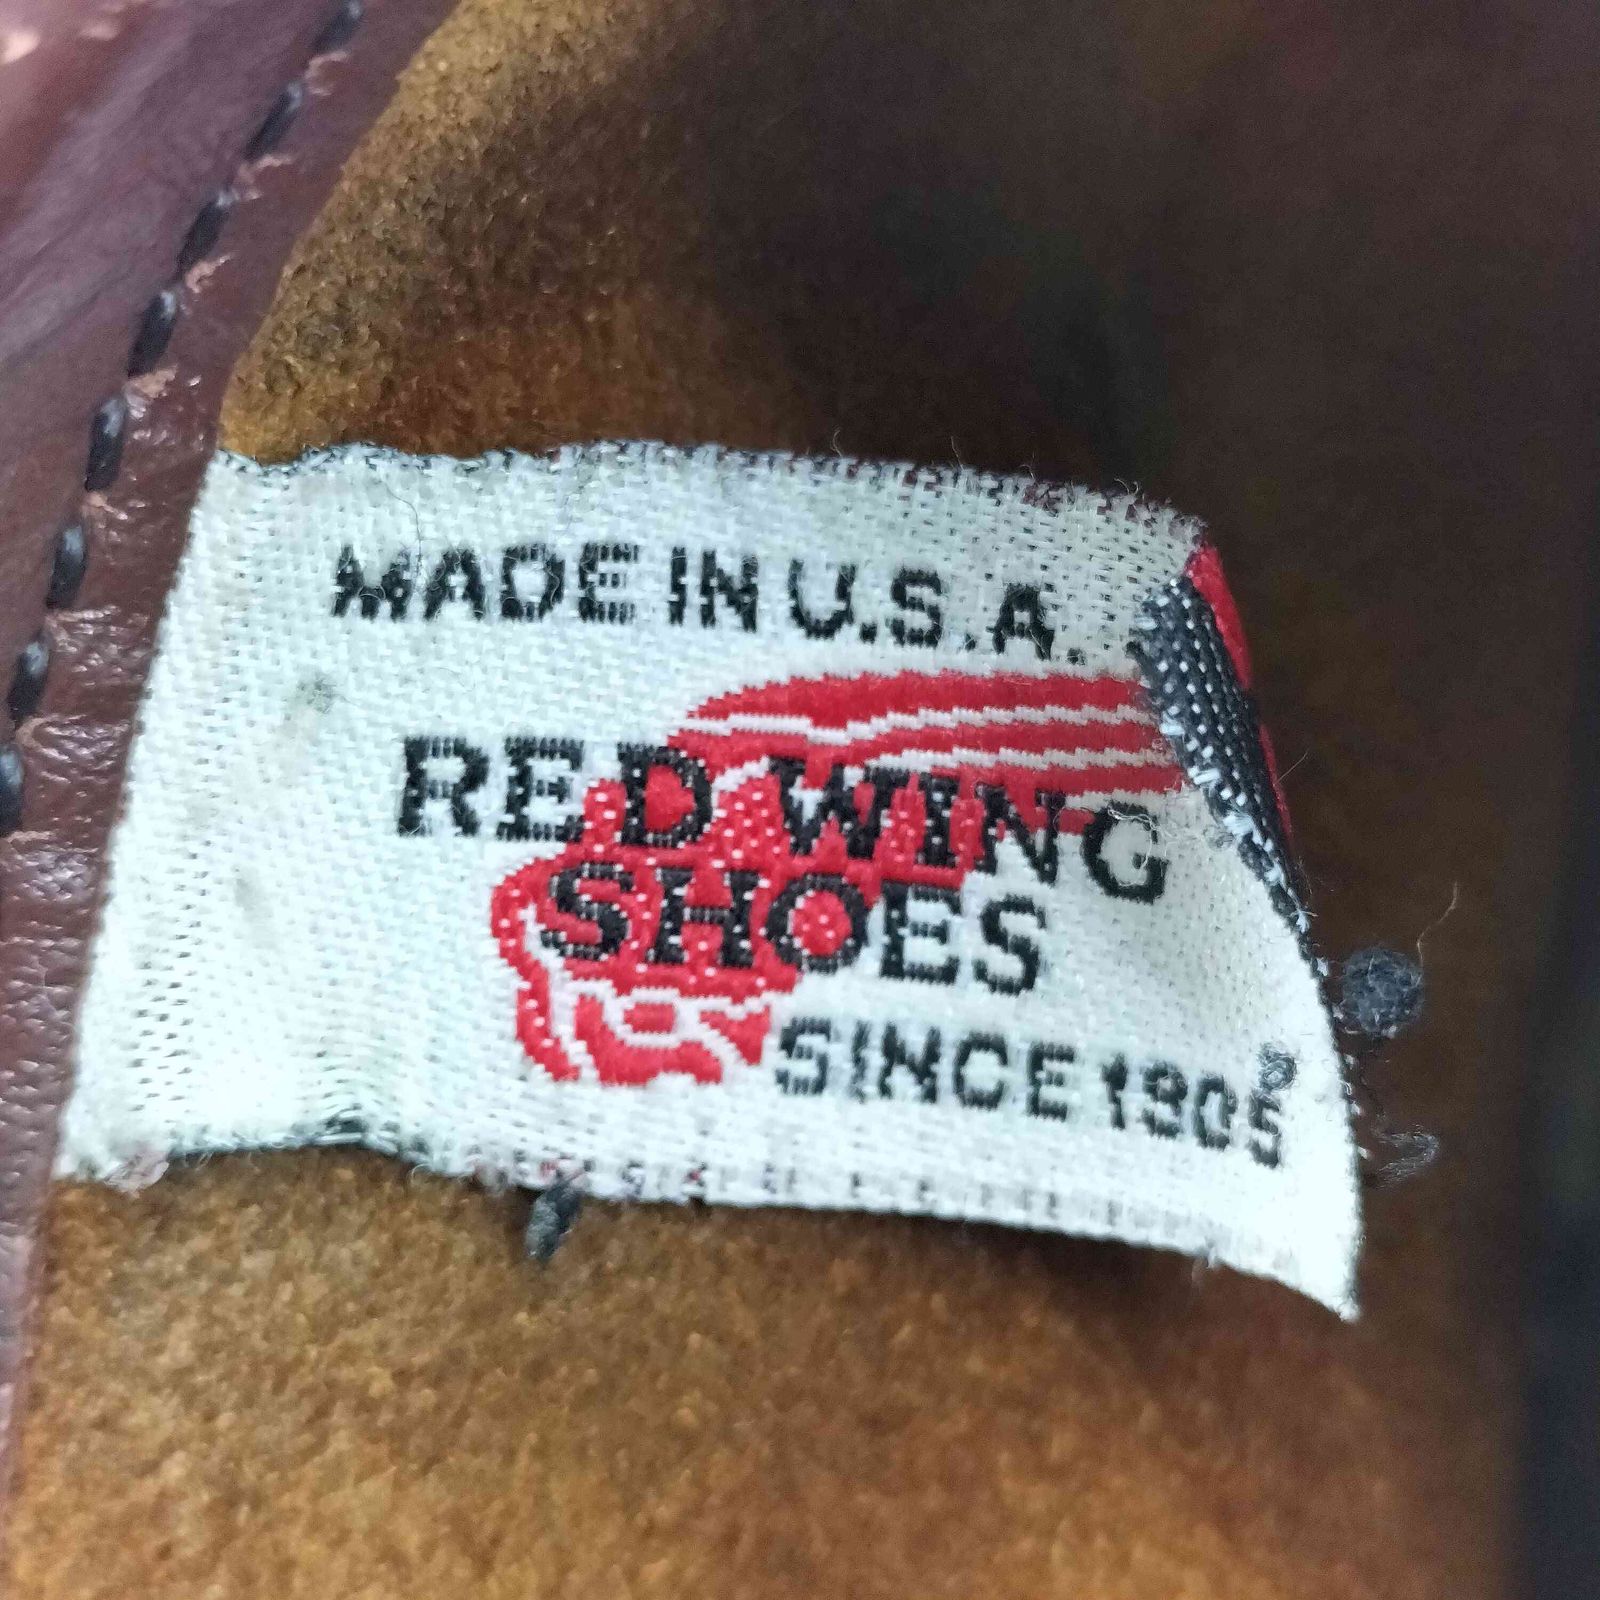 MADE IN U.S.A.
RED WING
SHOES
SINCE 1905